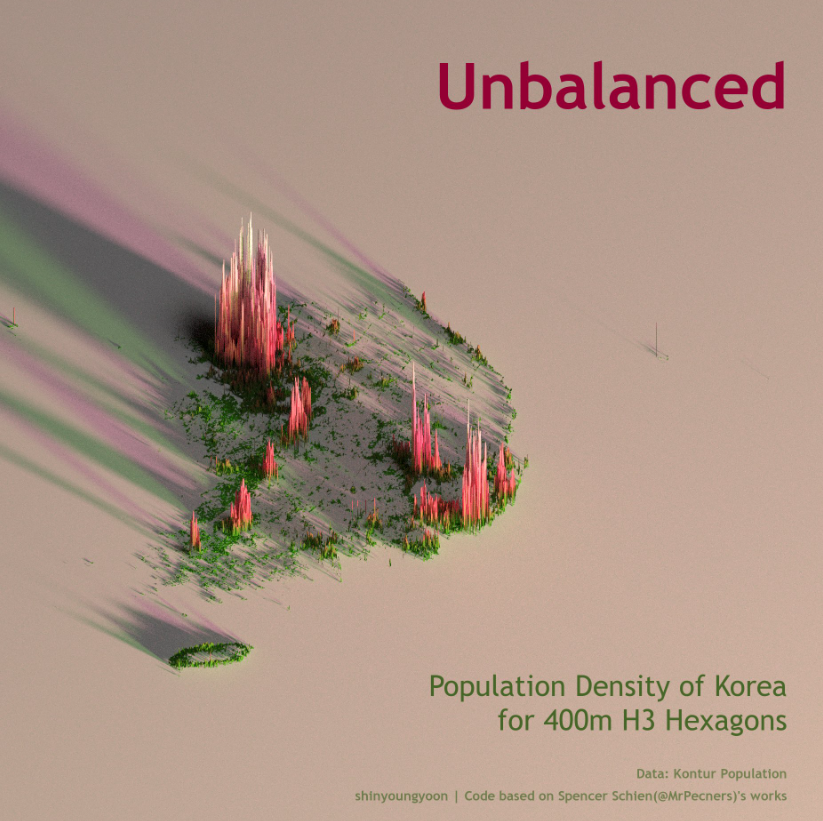 Unbalanced
Population Density of Korea
for 400m H3 Hexagons
Data: Kontur Population
shinyoungyoon | Code based on Spencer Schien(@MrPecners)'s works